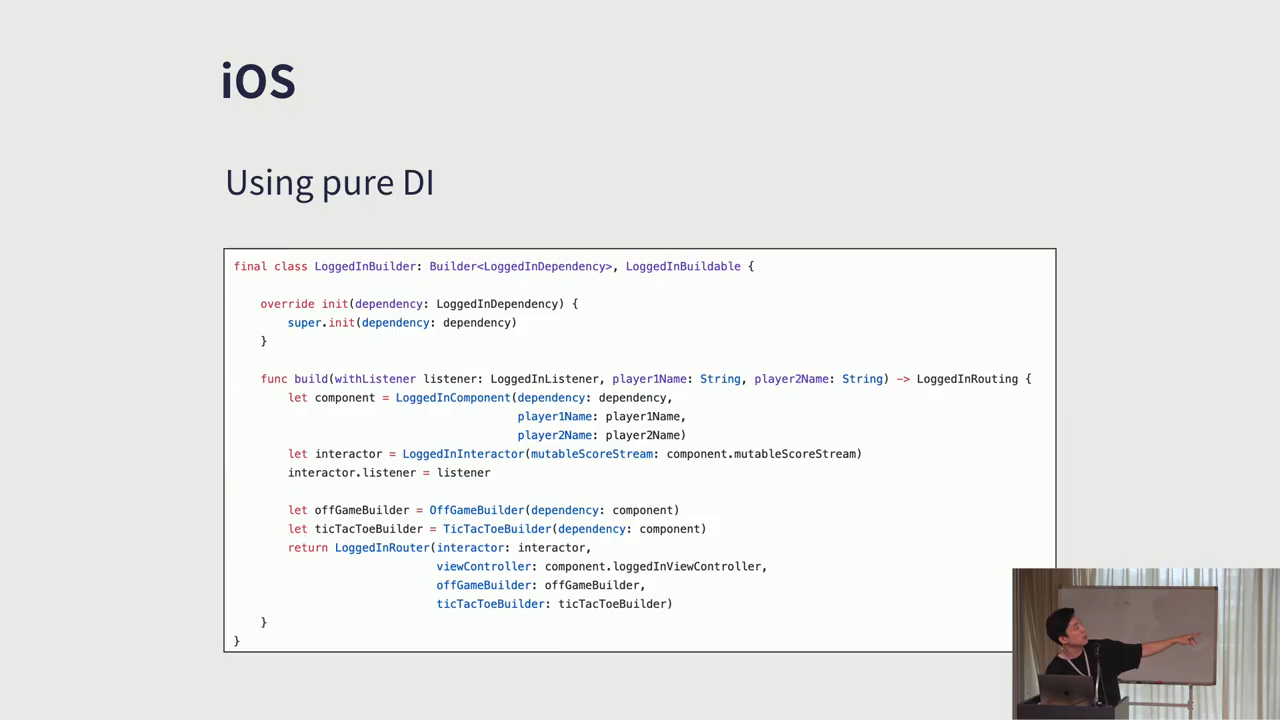 iOS
Using pure DI
final class LoggedInBuilder: Builder<LoggedInDependency>, LoggedInBuildable {
override init(dependency: LoggedInDependency) {
super.init(dependency: dependency)
}
func build(withListener listener: LoggedInListener, player1Name: String, player2Name: String) -> LoggedInRouting {
let component = LoggedInComponent(dependency: dependency,
player1Name: player1Name,
player2Name: player2Name)
let interactor = LoggedInInteractor(mutableScoreStream: component.mutableScoreStream)
interactor.listener = listener
let offGameBuilder = OffGameBuilder(dependency: component)
let ticTacToeBuilder = TicTacToeBuilder(dependency: component)
return LoggedInRouter(interactor: interactor,
viewController: component.loggedInViewController,
offGameBuilder: offGameBuilder,
ticTacToeBuilder: ticTacToeBuilder)
}
}